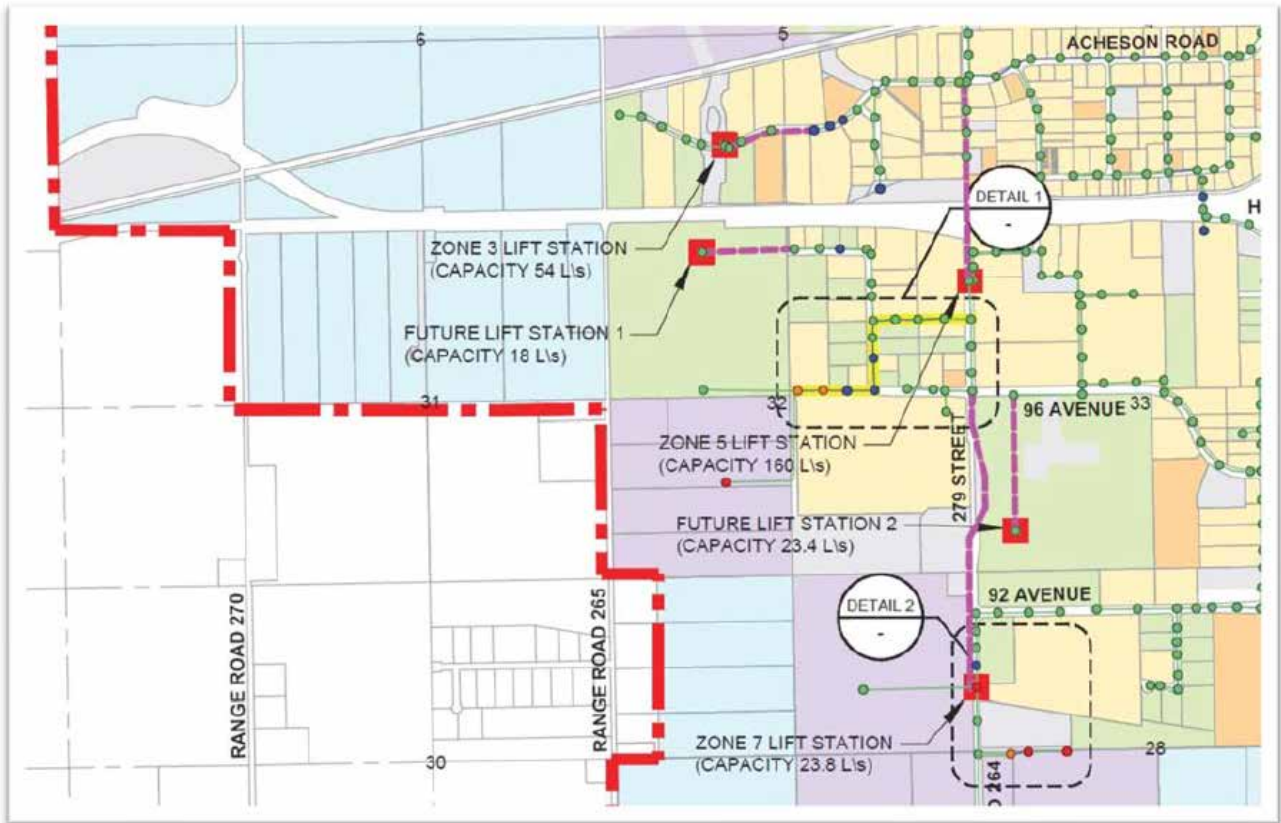 6
5
ACHESON ROAD
DETAIL 1
-
H
ZONE 3 LIFT STATION
(CAPACITY 54 L\s)
FUTURE LIFT STATION 1
(CAPACITY 18 L\s)
31
32
96 AVENUE
33
ZONE 5 LIFT STATION
(CAPACITY 160 L\s)
279 STREET
FUTURE LIFT STATION 2
(CAPACITY 23.4 L\s)
92 AVENUE
DETAIL 2
-
RANGE ROAD 270
RANGE ROAD 265
ZONE 7 LIFT STATION
(CAPACITY 23.8 L\s)
30
28
D 264